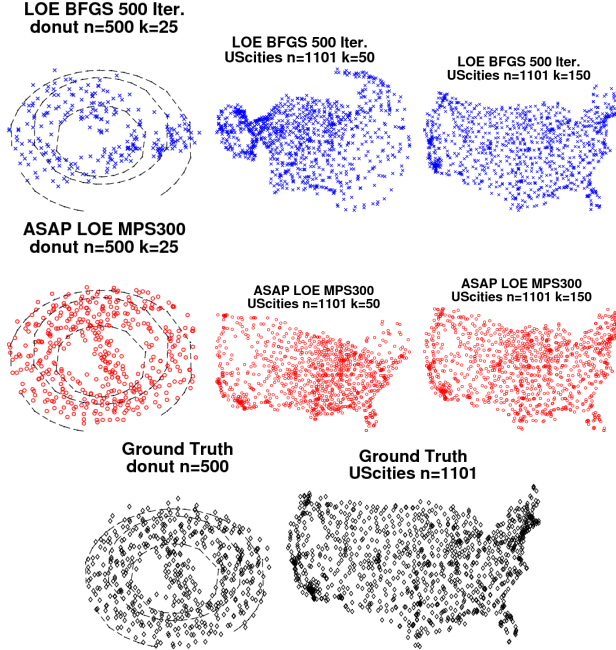 LOE BFGS 500 Iter.
donut n=500 k=25
LOE BFGS 500 Iter.
UScities n=1101 k=50
LOE BFGS 500 Iter.
UScities n=1101 k=150
ASAP LOE MPS300
donut n=500 k=25
ASAP LOE MPS300
UScities n=1101 k=50
ASAP LOE MPS300
UScities n=1101 k=150
Ground Truth
donut n=500
Ground Truth
UScities n=1101